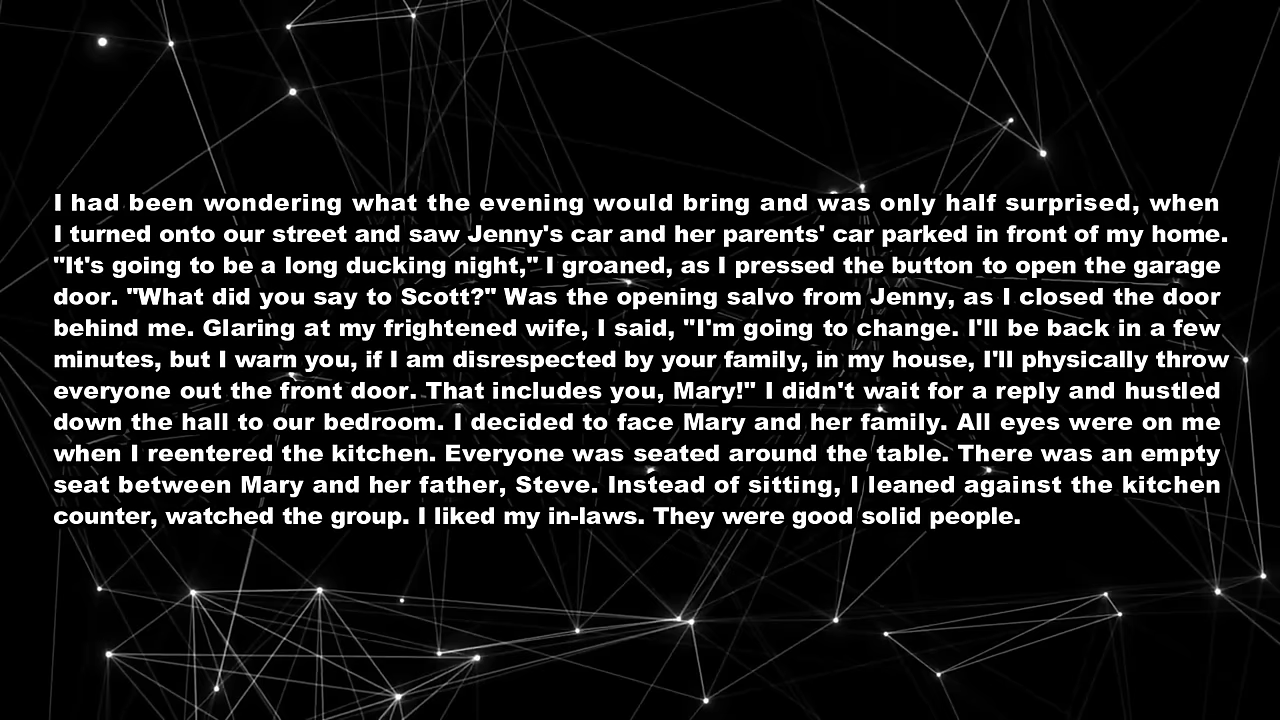 I had been wondering what the evening would bring and was only half surprised, when
I turned onto our street and saw Jenny's car and her parents' car parked in front of my home.
"It's going to be a long ducking night," I groaned, as I pressed the button to open the garage
door. "What did you say to Scott?" Was the opening salvo from Jenny, as I closed the door
behind me. Glaring at my frightened wife, I said, "I'm going to change. I'll be back in a few
minutes, but I warn you, if I am disrespected by your family, in my house, I'll physically throw
everyone out the front door. That includes you, Mary!" I didn't wait for a reply and hustled
down the hall to our bedroom. I decided to face Mary and her family. All eyes were on me
when I reentered the kitchen. Everyone was seated around the table. There was an empty
seat between Mary and her father, Steve. Instead of sitting, I leaned against the kitchen
counter, watched the group. I liked my in-laws. They were good solid people.